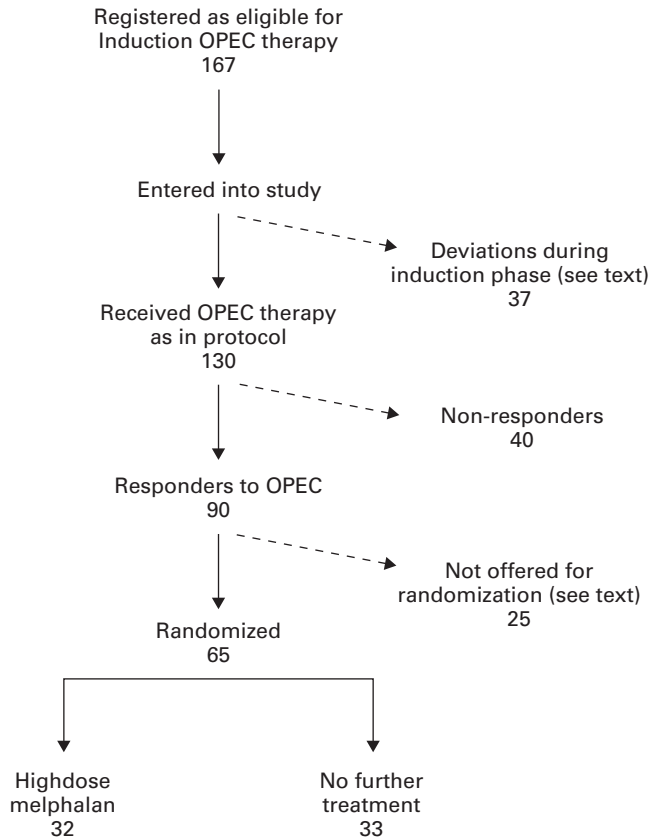 Registered as eligible for
Induction OPEC therapy
167
Entered into study
Deviations during
induction phase (see text)
37
Received OPEC therapy
as in protocol
130
Non-responders
40
Responders to OPEC
90
Not offered for
randomization (see text)
25
Randomized
65
Highdose
melphalan
32
No further
treatment
33